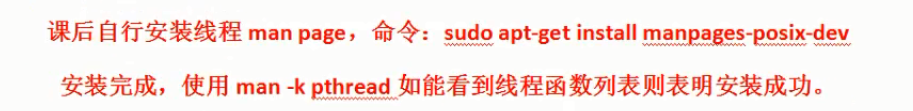 课后自行安装线程 man page，命令：sudo apt-get install manpages-posix-dev
安装完成，使用 man -k pthread 如能看到线程函数列表则表明安装成功。